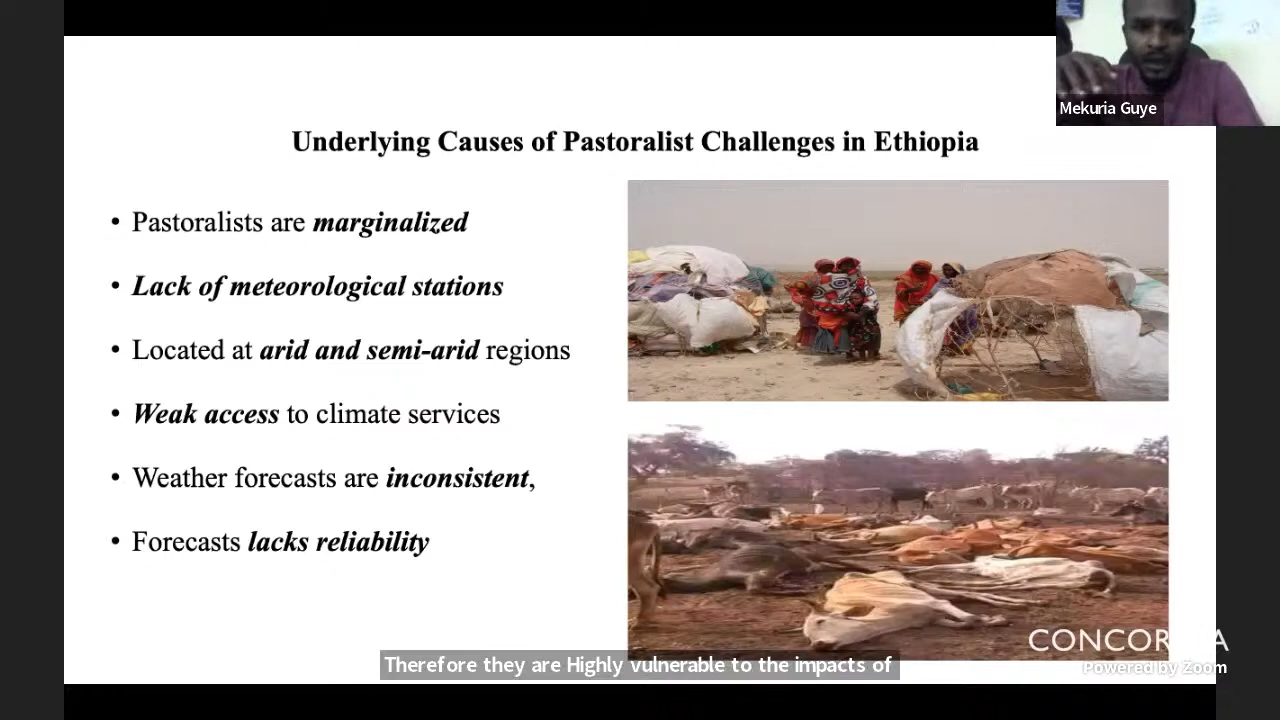 Mekuria Guye
Underlying Causes of Pastoralist Challenges in Ethiopia
• Pastoralists are marginalized
• Lack of meteorological stations
• Located at arid and semi-arid regions
• Weak access to climate services
• Weather forecasts are inconsistent,
• Forecasts lacks reliability
CONCORDIA
Therefore they are Highly vulnerable to the impacts of
Powered by Zoom